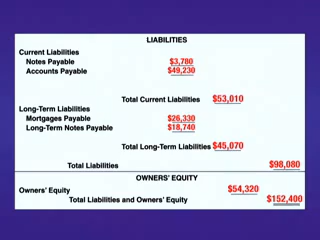 LIABILITIES
Current Liabilities
Notes Payable $3,780
Accounts Payable $49,230
Total Current Liabilities $53,010
Long-Term Liabilities
Mortgages Payable $26,330
Long-Term Notes Payable $18,740
Total Long-Term Liabilities $45,070
Total Liabilities $98,080
OWNERS' EQUITY
Owners' Equity $54,320
Total Liabilities and Owners' Equity $152,400